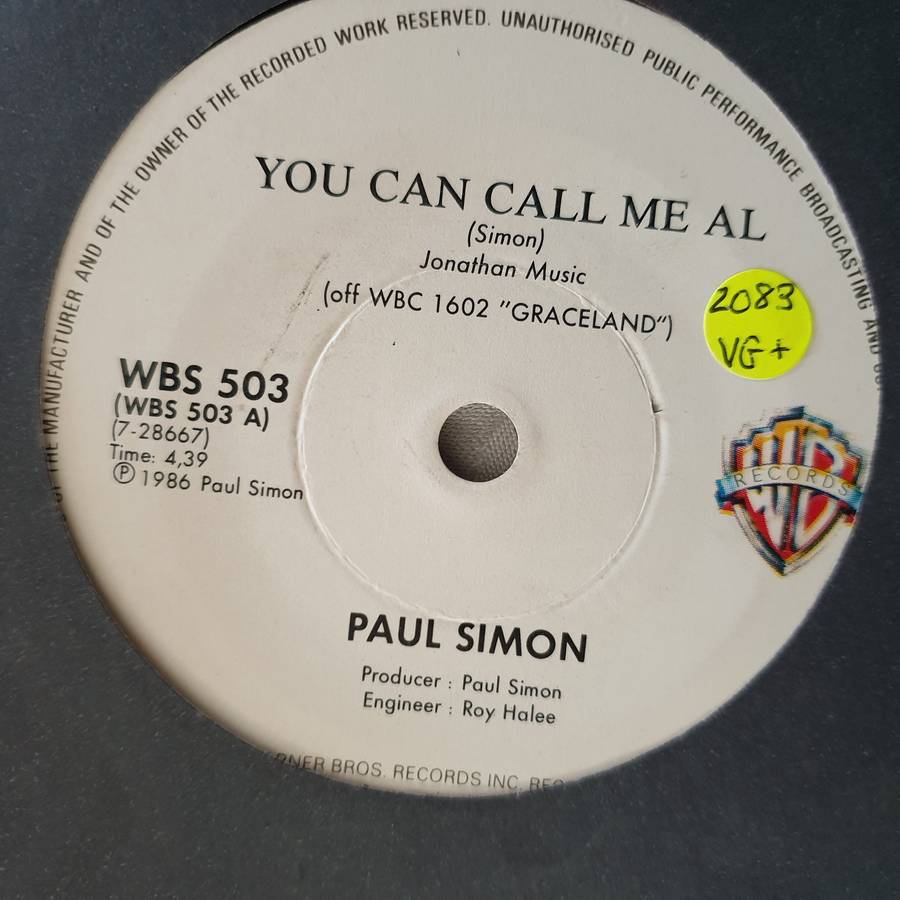 THE MANUFACTURER AND OF THE OWNER OF THE RECORDED WORK RESERVED. UNAUTHORISED PUBLIC PERFORMANCE BROADCASTING AND
YOU CAN CALL ME AL
(Simon)
Jonathan Music
(off WBC 1602 "GRACELAND")
2083
VG+
WBS 503
(WBS 503 A)
(7-28667)
Time: 4,39
℗ 1986 Paul Simon
WB
RECORDS
PAUL SIMON
Producer : Paul Simon
Engineer : Roy Halee
BROS. RECORDS INC.